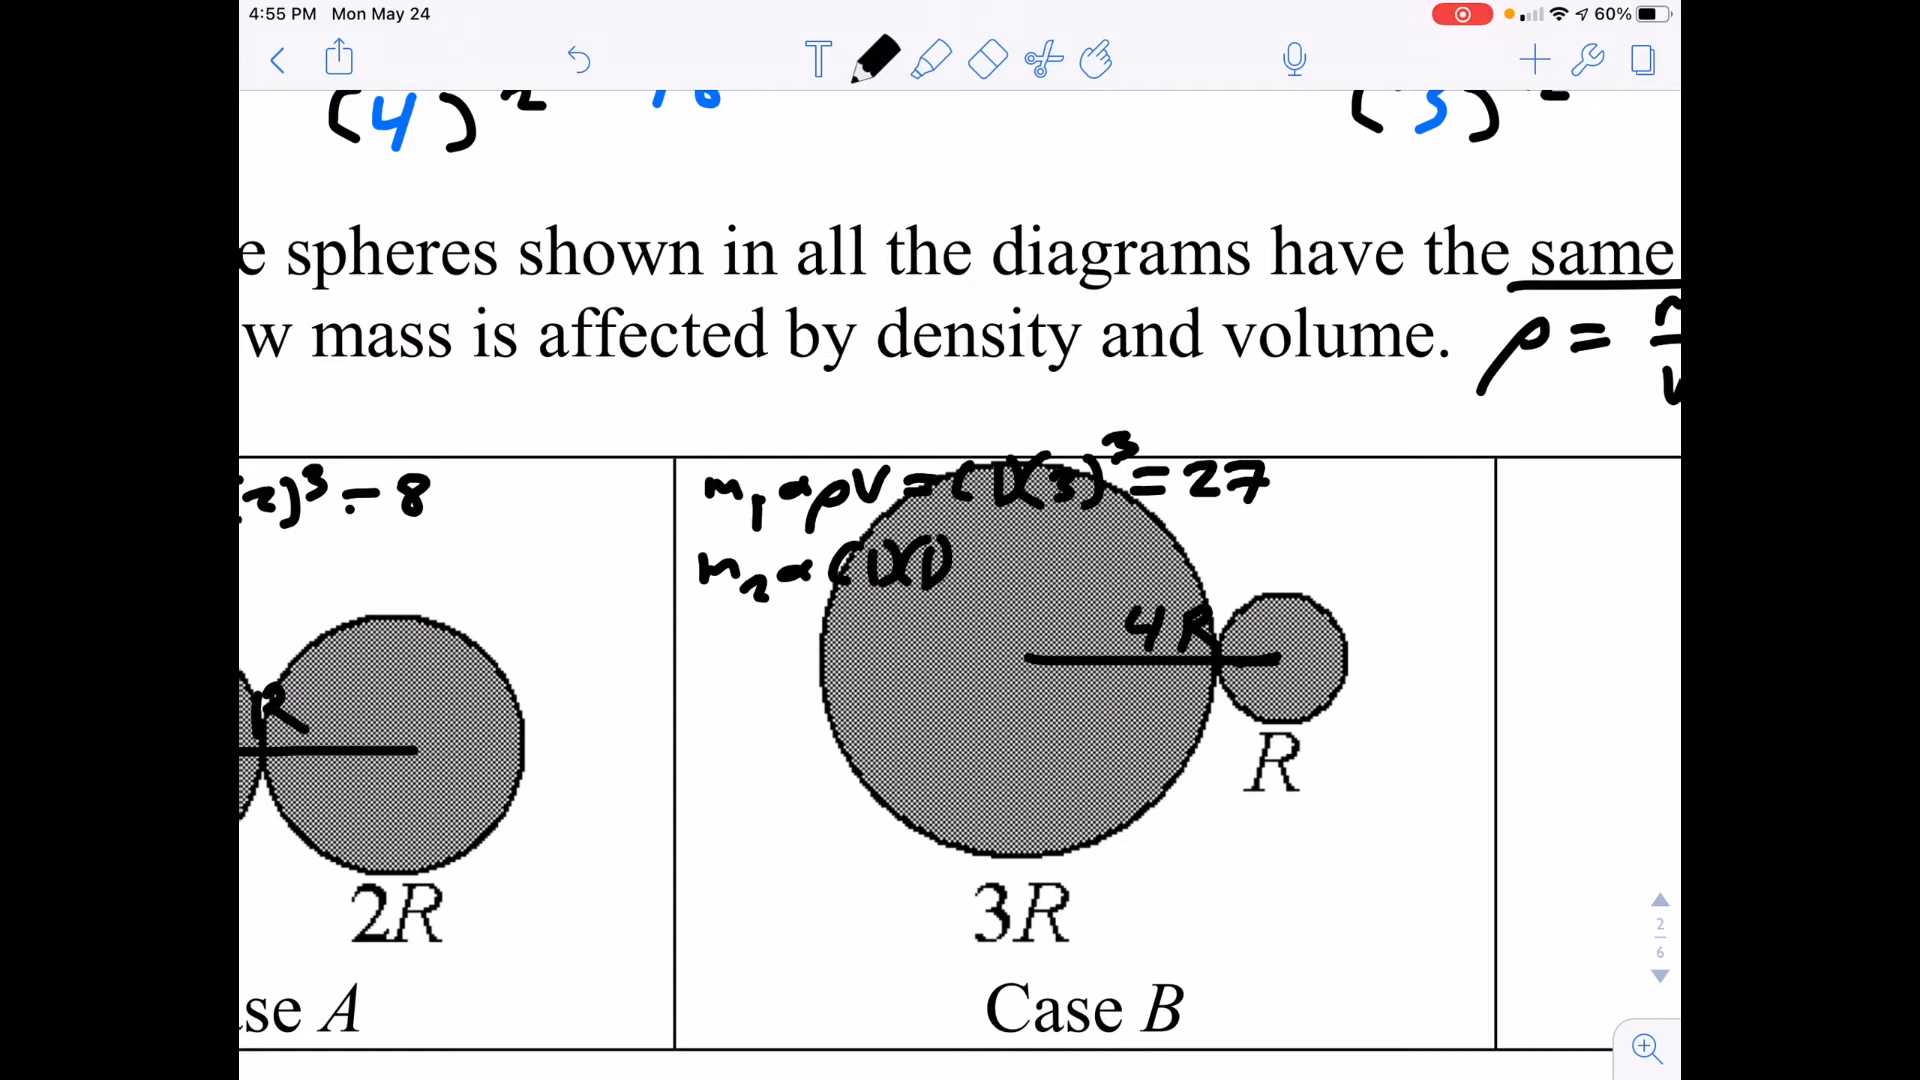 4:55 PM Mon May 24
60%
T
(4)² 16
(3)²
e spheres shown in all the diagrams have the same
w mass is affected by density and volume. ρ =
(2)³ = 8
m₁ ∝ ρV = (1)(3)³ = 27
m₂ ∝ (1)(1)
R
4R
R
2R
3R
2
6
se A
Case B